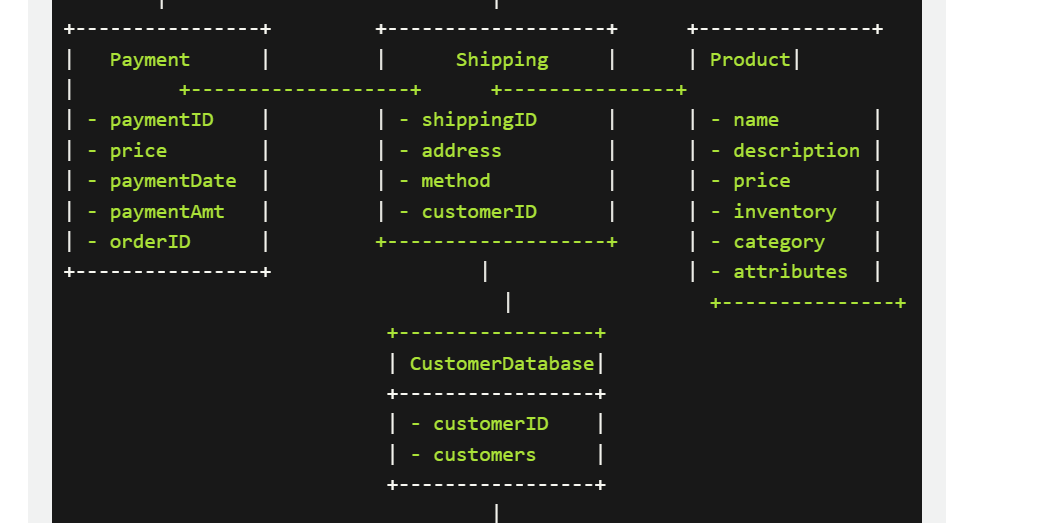 |                             |
+----------------+         +-------------------+      +---------------+
|   Payment      |         |      Shipping     |      | Product|
|         +-------------------+      +---------------+
| - paymentID    |         | - shippingID      |      | - name        |
| - price        |         | - address         |      | - description |
| - paymentDate  |         | - method          |      | - price       |
| - paymentAmt   |         | - customerID      |      | - inventory   |
| - orderID      |         +-------------------+      | - category    |
+----------------+                  |                 | - attributes  |
|                 +---------------+
+-----------------+
| CustomerDatabase|
+-----------------+
| - customerID    |
| - customers     |
+-----------------+
|